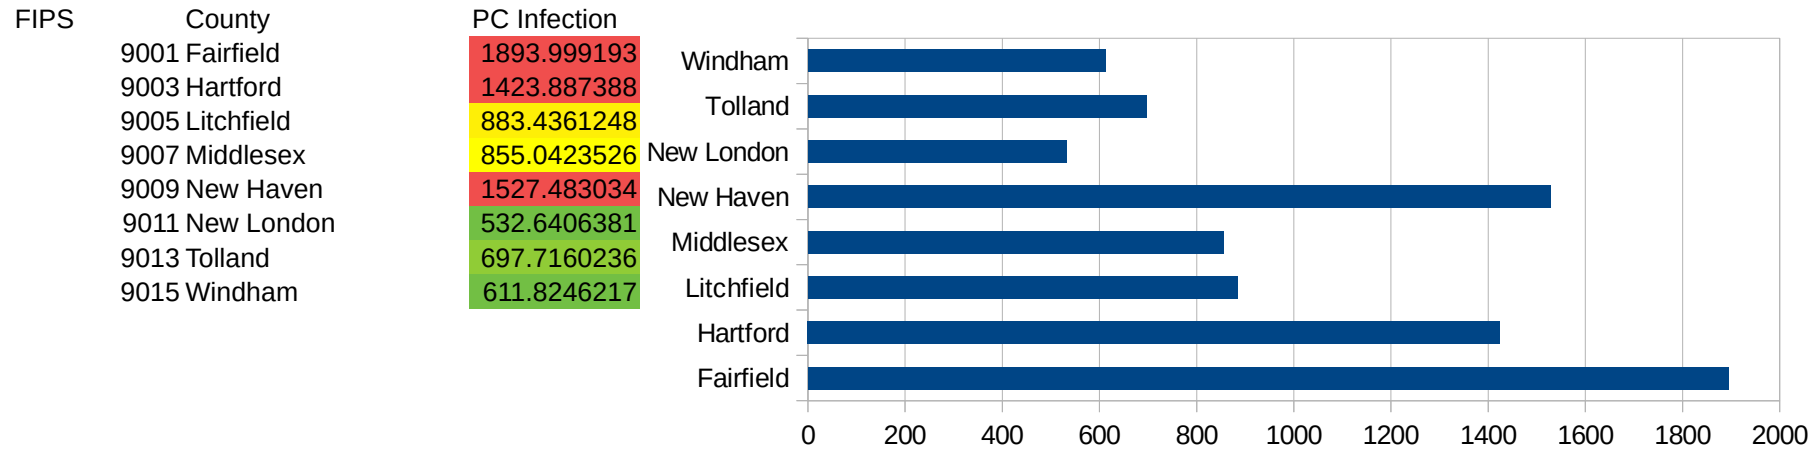 FIPS County PC Infection
9001 Fairfield 1893.999193
9003 Hartford 1423.887388
9005 Litchfield 883.4361248
9007 Middlesex 855.0423526
9009 New Haven 1527.483034
9011 New London 532.6406381
9013 Tolland 697.7160236
9015 Windham 611.8246217
Windham
Tolland
New London
New Haven
Middlesex
Litchfield
Hartford
Fairfield
0 200 400 600 800 1000 1200 1400 1600 1800 2000